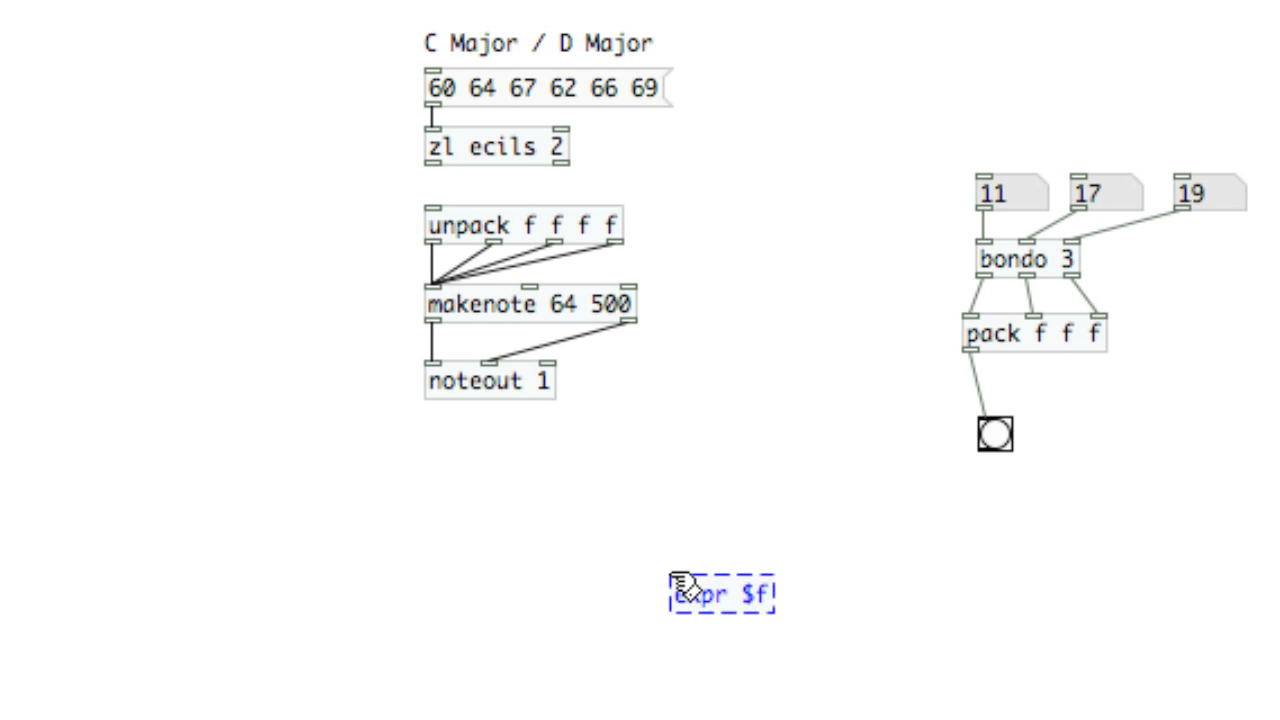 C Major / D Major
60 64 67 62 66 69
zl ecils 2
unpack f f f f
makenote 64 500
noteout 1
11
17
19
bondo 3
pack f f f
expr $f